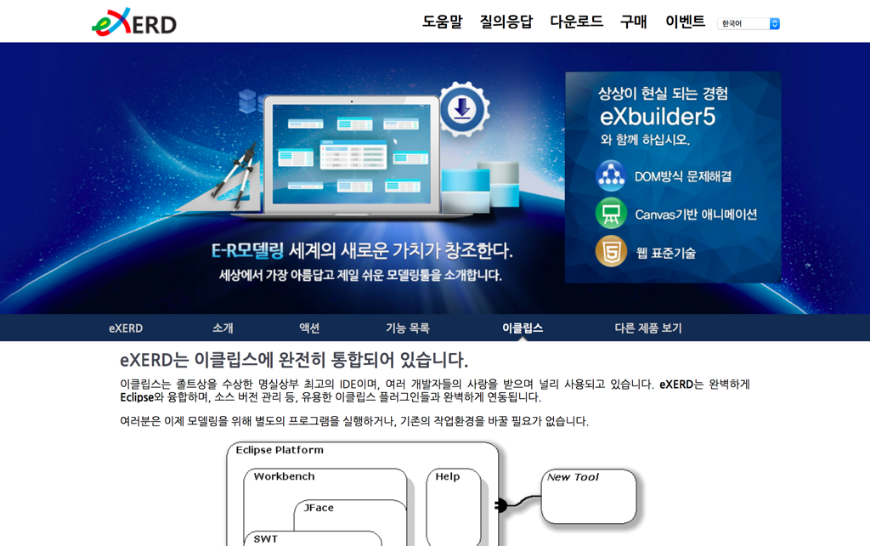 eXERD
도움말 질의응답 다운로드 구매 이벤트 한국어
상상이 현실 되는 경험
eXbuilder5
와 함께 하십시오.
DOM방식 문제해결
Canvas기반 애니메이션
웹 표준기술
E-R모델링 세계의 새로운 가치가 창조한다.
세상에서 가장 아름답고 제일 쉬운 모델링툴을 소개합니다.
eXERD 소개 액션 기능 목록 이클립스 다른 제품 보기
eXERD는 이클립스에 완전히 통합되어 있습니다.
이클립스는 졸트상을 수상한 명실상부 최고의 IDE이며, 여러 개발자들의 사랑을 받으며 널리 사용되고 있습니다. eXERD는 완벽하게
Eclipse와 융합하며, 소스 버전 관리 등, 유용한 이클립스 플러그인들과 완벽하게 연동됩니다.
여러분은 이제 모델링을 위해 별도의 프로그램을 실행하거나, 기존의 작업환경을 바꿀 필요가 없습니다.
Eclipse Platform
Workbench
Help
New Tool
JFace
SWT